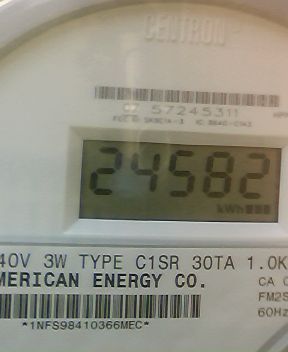 CENTRON
57245311
24582
kWh
40V 3W TYPE C1SR 30TA 1.0K
MERICAN ENERGY CO.
CA
FM2S
60Hz
*1NFS98410366MEC*